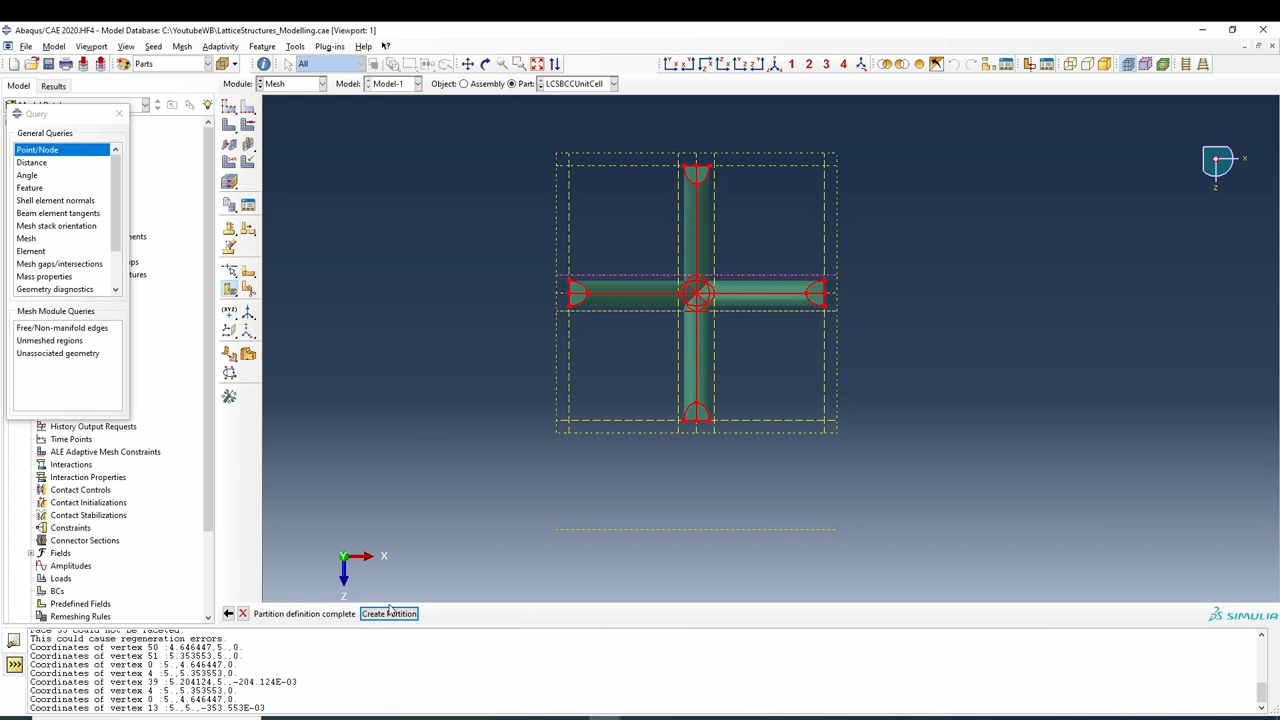 Abaqus/CAE 2020.HF4 - Model Database: C:\YoutubeWB\LatticeStructures_Modelling.cae [Viewport: 1]
File Model Viewport View Seed Mesh Adaptivity Feature Tools Plug-ins Help
All Parts 1 2 3 4
Model Results Module: Mesh Model: Model-1 Object: Assembly Part: LCSBCCUnitCell
Query
General Queries
Point/Node
Distance
Angle
Feature
Shell element normals
Beam element tangents
Mesh stack orientation
Mesh
Element
Mesh gaps/intersections
Mass properties
Geometry diagnostics
Mesh Module Queries
Free/Non-manifold edges
Unmeshed regions
Unassociated geometry
History Output Requests
Time Points
ALE Adaptive Mesh Constraints
Interactions
Interaction Properties
Contact Controls
Contact Initializations
Contact Stabilizations
Constraints
Connector Sections
Fields
Amplitudes
Loads
BCs
Predefined Fields
Remeshing Rules
X
Z
Y
X
Z
Partition definition complete Create Partition
SIMULIA
This could cause regeneration errors.
Coordinates of vertex 50 :4.646447,5.,0.
Coordinates of vertex 51 :5.353553,5.,0.
Coordinates of vertex 0 :5.,4.646447,0.
Coordinates of vertex 4 :5.,5.353553,0.
Coordinates of vertex 39 :5.204124,5.,-204.124E-03
Coordinates of vertex 4 :5.,5.353553,0.
Coordinates of vertex 0 :5.,4.646447,0.
Coordinates of vertex 13 :5.,5.,-353.553E-03